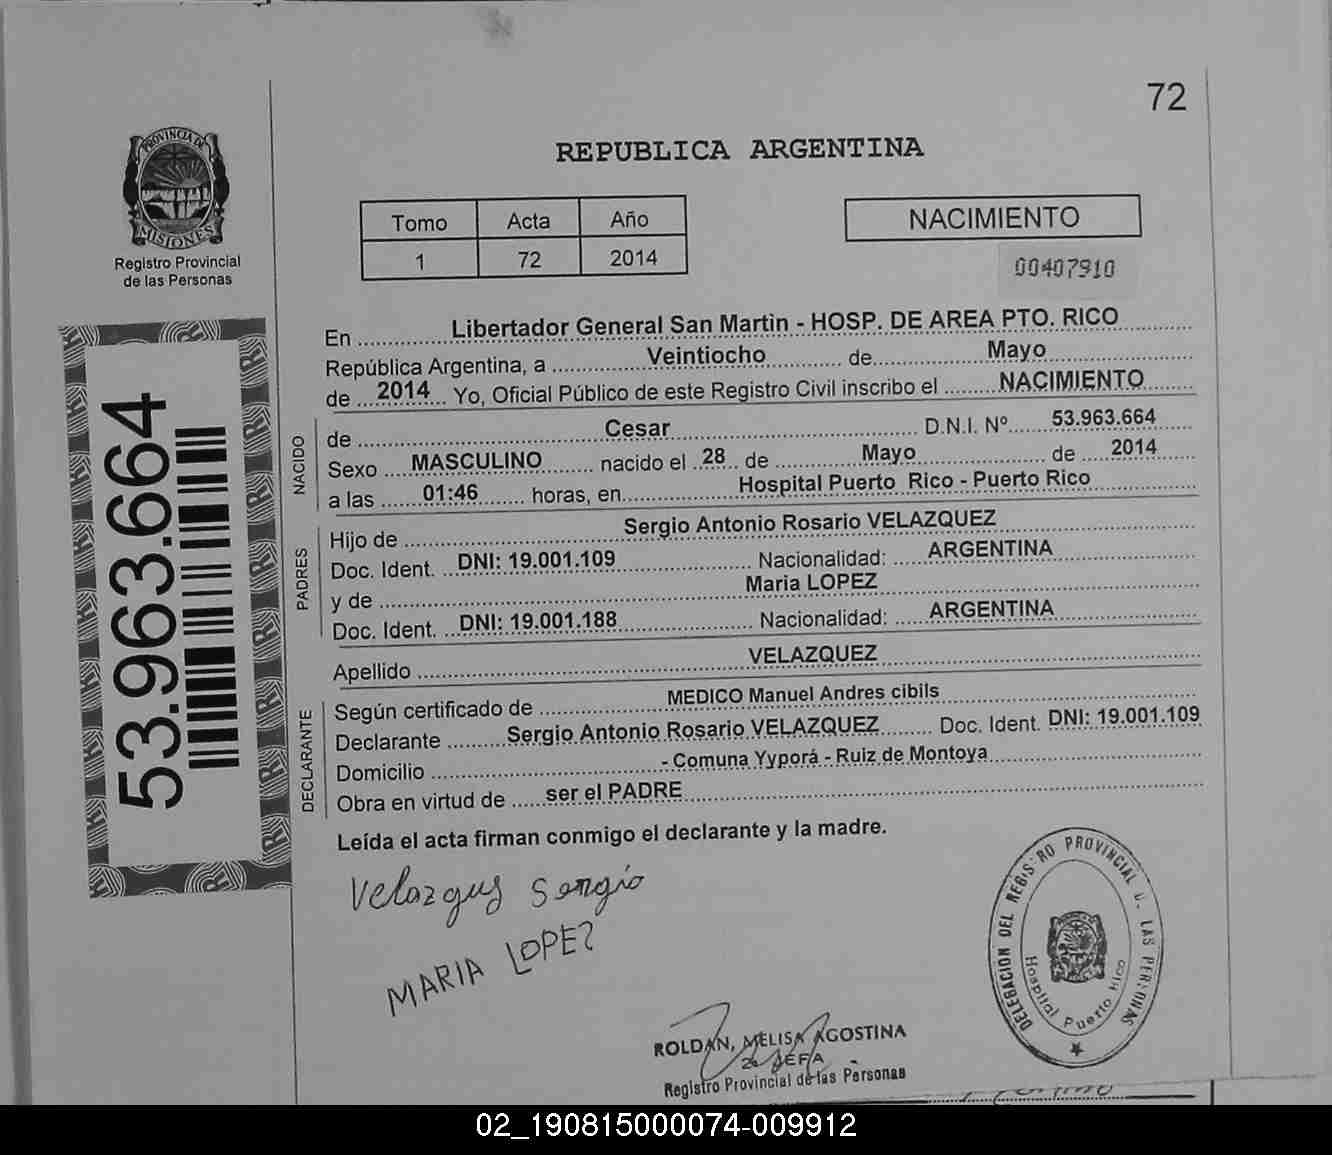 72
PROVINCIA DE
MISIONES
Registro Provincial
de las Personas
REPUBLICA ARGENTINA
Tomo Acta Año
1 72 2014
NACIMIENTO
00407910
53.963.664
En Libertador General San Martìn - HOSP. DE AREA PTO. RICO
República Argentina, a Veintiocho de Mayo
de 2014 Yo, Oficial Público de este Registro Civil inscribo el NACIMIENTO
NACIDO
de Cesar D.N.I. Nº 53.963.664
Sexo MASCULINO nacido el 28 de Mayo de 2014
a las 01:46 horas, en Hospital Puerto Rico - Puerto Rico
PADRES
Hijo de Sergio Antonio Rosario VELAZQUEZ
Doc. Ident. DNI: 19.001.109 Nacionalidad: ARGENTINA
y de Maria LOPEZ
Doc. Ident. DNI: 19.001.188 Nacionalidad: ARGENTINA
Apellido VELAZQUEZ
DECLARANTE
Según certificado de MEDICO Manuel Andres cibils
Declarante Sergio Antonio Rosario VELAZQUEZ Doc. Ident. DNI: 19.001.109
Domicilio - Comuna Yyporá - Ruiz de Montoya
Obra en virtud de ser el PADRE
Leída el acta firman conmigo el declarante y la madre.
Velazquz Sergio
MARIA LOPEZ
DELEGACION DEL REGISTRO PROVINCIAL D. LAS PERSONAS
Hospital Puerto Rico
ROLDAN, MELISA AGOSTINA
2a JEFA
Registro Provincial de las Personas
02_190815000074-009912